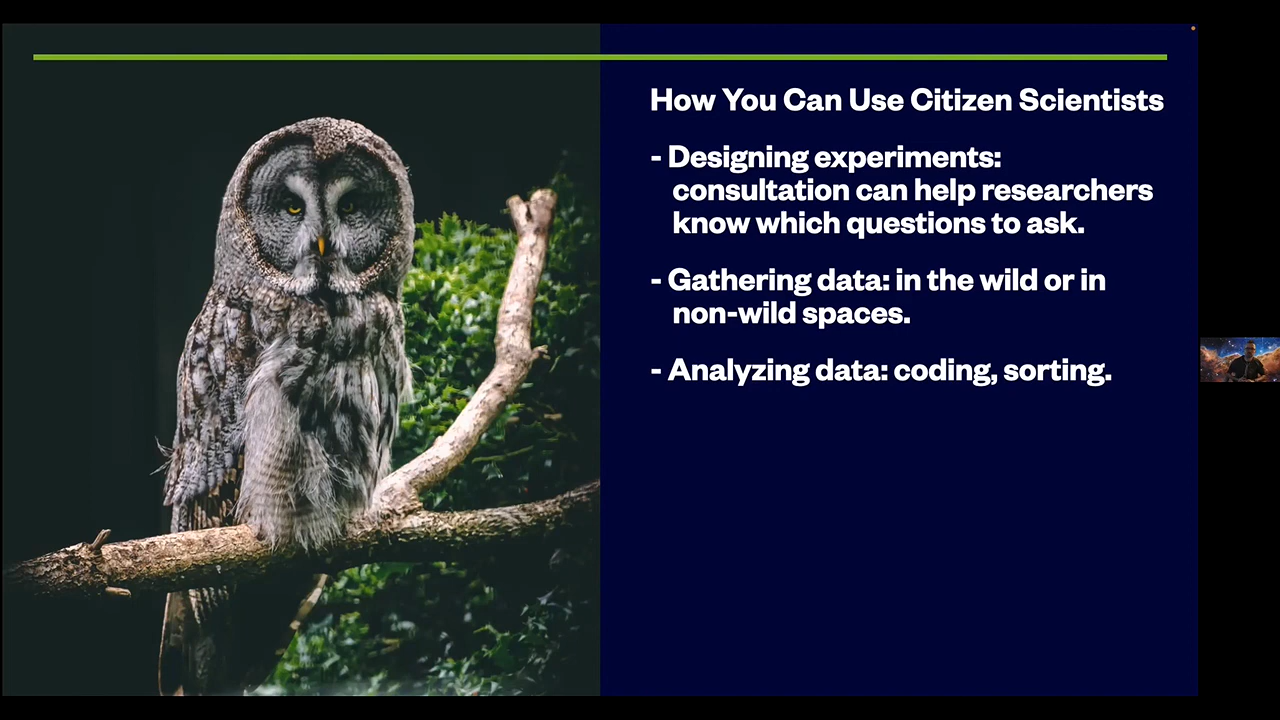 How You Can Use Citizen Scientists
- Designing experiments:
consultation can help researchers
know which questions to ask.
- Gathering data: in the wild or in
non-wild spaces.
- Analyzing data: coding, sorting.